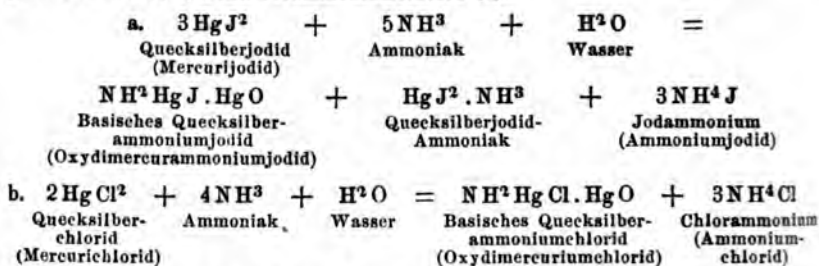 a. 3HgJ² + 5NH³ + H²O =
Quecksilberjodid Ammoniak Wasser
(Mercurijodid)
NH²HgJ.HgO + HgJ².NH³ + 3NH⁴J
Basisches Quecksilber- Quecksilberjodid- Jodammonium
ammoniumjodid Ammoniak (Ammoniumjodid)
(Oxydimercurammoniumjodid)
b. 2HgCl² + 4NH³ + H²O = NH²HgCl.HgO + 3NH⁴Cl
Quecksilber- Ammoniak Wasser Basisches Quecksilber- Chlorammonium
chlorid ammoniumchlorid (Ammonium-
(Mercurichlorid) (Oxydimercuriumchlorid) chlorid)